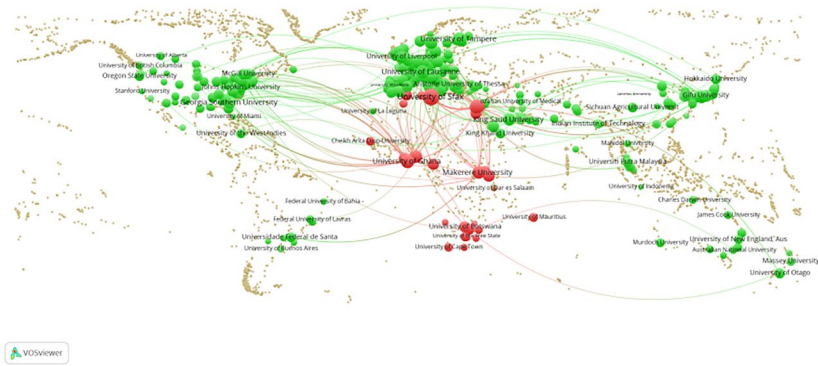 University of Tampere
University of Alberta
University of Liverpool
University of British Columbia
McGill University
University of Lausanne
Oregon State University
Hokkaido University
Johns Hopkins University
Stanford University
University of Sfax
Gifu University
Georgia Southern University
Sichuan Agricultural Universit
University of La Laguna
University of Miami
King Saud University
Indian Institute of Technology
University of the West Indies
King Khalid University
Cheikh Anta Diop University
Mahidol University
University of Ghana
Universiti Putra Malaysia
Makerere University
University of Dar es Salaam
University of Indonesia
Federal University of Bahia
Charles Darwin University
James Cook University
Federal University of Lavras
University of Mauritius
University of Botswana
Universidade Federal de Santa
University of New England, Aus
Murdoch University
University of Cape Town
University of Buenos Aires
Australian National University
Massey University
University of Otago
VOSviewer